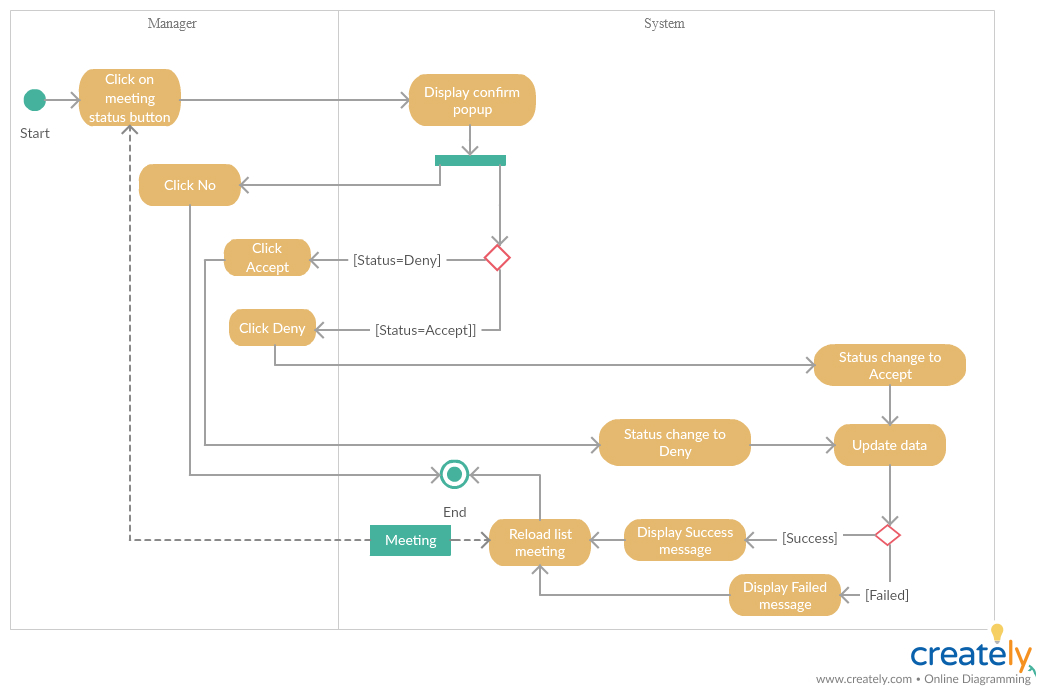 Manager
System
Click on
meeting
status button
Display confirm
popup
Start
Click No
Click
Accept
[Status=Deny]
Click Deny
[Status=Accept]]
Status change to
Accept
Status change to
Deny
Update data
End
Meeting
Reload list
meeting
Display Success
message
[Success]
Display Failed
message
[Failed]
creately
www.creately.com • Online Diagramming